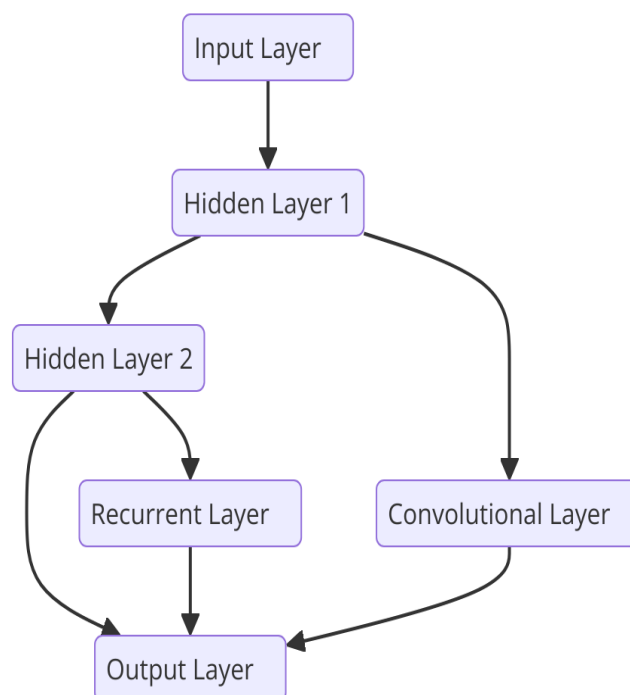 Input Layer
Hidden Layer 1
Hidden Layer 2
Recurrent Layer
Convolutional Layer
Output Layer